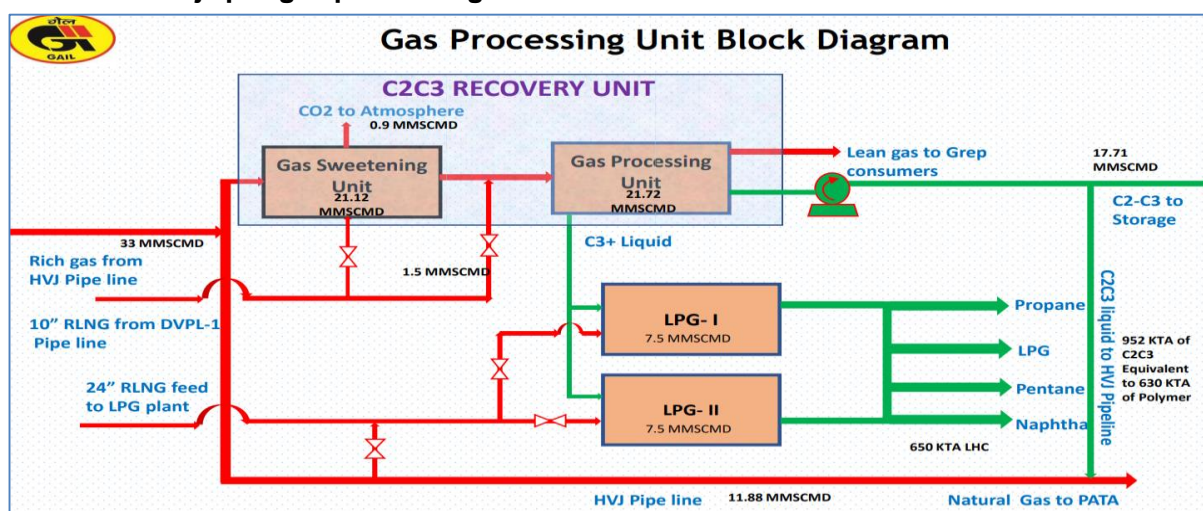 गेल
GAIL
Gas Processing Unit Block Diagram
C2C3 RECOVERY UNIT
CO2 to Atmosphere
0.9 MMSCMD
Gas Sweetening
Unit
21.12
MMSCMD
Gas Processing
Unit
21.72
MMSCMD
Lean gas to Grep
consumers
17.71
MMSCMD
C2-C3 to
Storage
33 MMSCMD
Rich gas from
HVJ Pipe line
1.5 MMSCMD
C3+ Liquid
10” RLNG from DVPL-1
Pipe line
LPG- I
7.5 MMSCMD
Propane
LPG
Pentane
Naphtha
C2C3 liquid to HVJ Pipeline
952 KTA of
C2C3
Equivalent
to 630 KTA
of Polymer
24” RLNG feed
to LPG plant
LPG- II
7.5 MMSCMD
650 KTA LHC
HVJ Pipe line
11.88 MMSCMD
Natural Gas to PATA